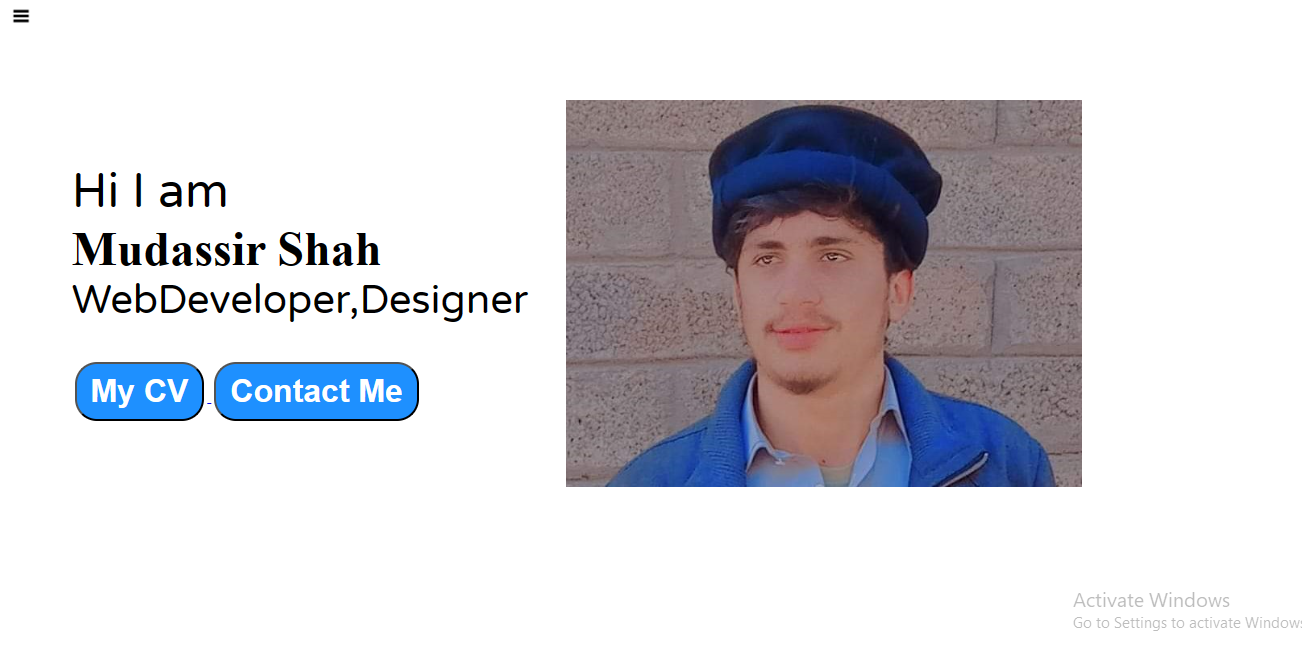 Hi I am
Mudassir Shah
WebDeveloper,Designer
My CV
Contact Me
Activate Windows
Go to Settings to activate Windows